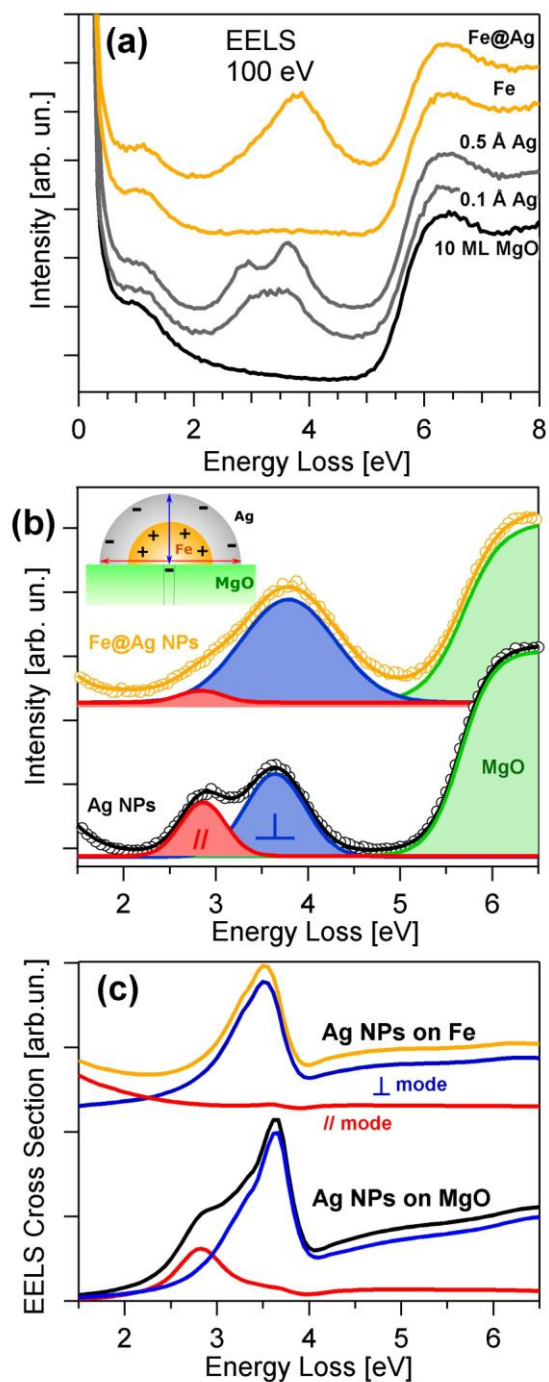 (a)
EELS
100 eV
Fe@Ag
Fe
0.5 Å Ag
0.1 Å Ag
10 ML MgO
Intensity [arb. un.]
0 2 4 6 8
Energy Loss [eV]
(b)
Ag
+ + + +
Fe
- - - - -
MgO
Fe@Ag NPs
Ag NPs
// ⊥
MgO
Intensity [arb. un.]
2 3 4 5 6
Energy Loss [eV]
(c)
Ag NPs on Fe
⊥ mode
// mode
Ag NPs on MgO
EELS Cross Section [arb.un.]
2 3 4 5 6
Energy Loss [eV]